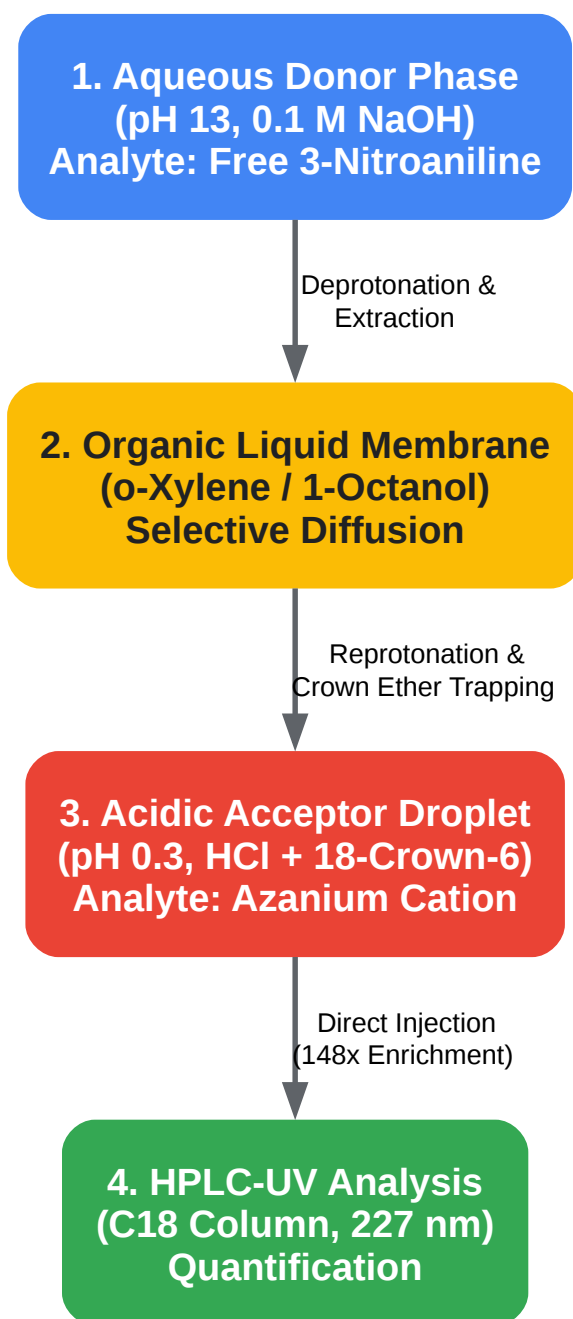 1. Aqueous Donor Phase
(pH 13, 0.1 M NaOH)
Analyte: Free 3-Nitroaniline
Deprotonation &
Extraction
2. Organic Liquid Membrane
(o-Xylene / 1-Octanol)
Selective Diffusion
Reprotonation &
Crown Ether Trapping
3. Acidic Acceptor Droplet
(pH 0.3, HCl + 18-Crown-6)
Analyte: Azanium Cation
Direct Injection
(148x Enrichment)
4. HPLC-UV Analysis
(C18 Column, 227 nm)
Quantification